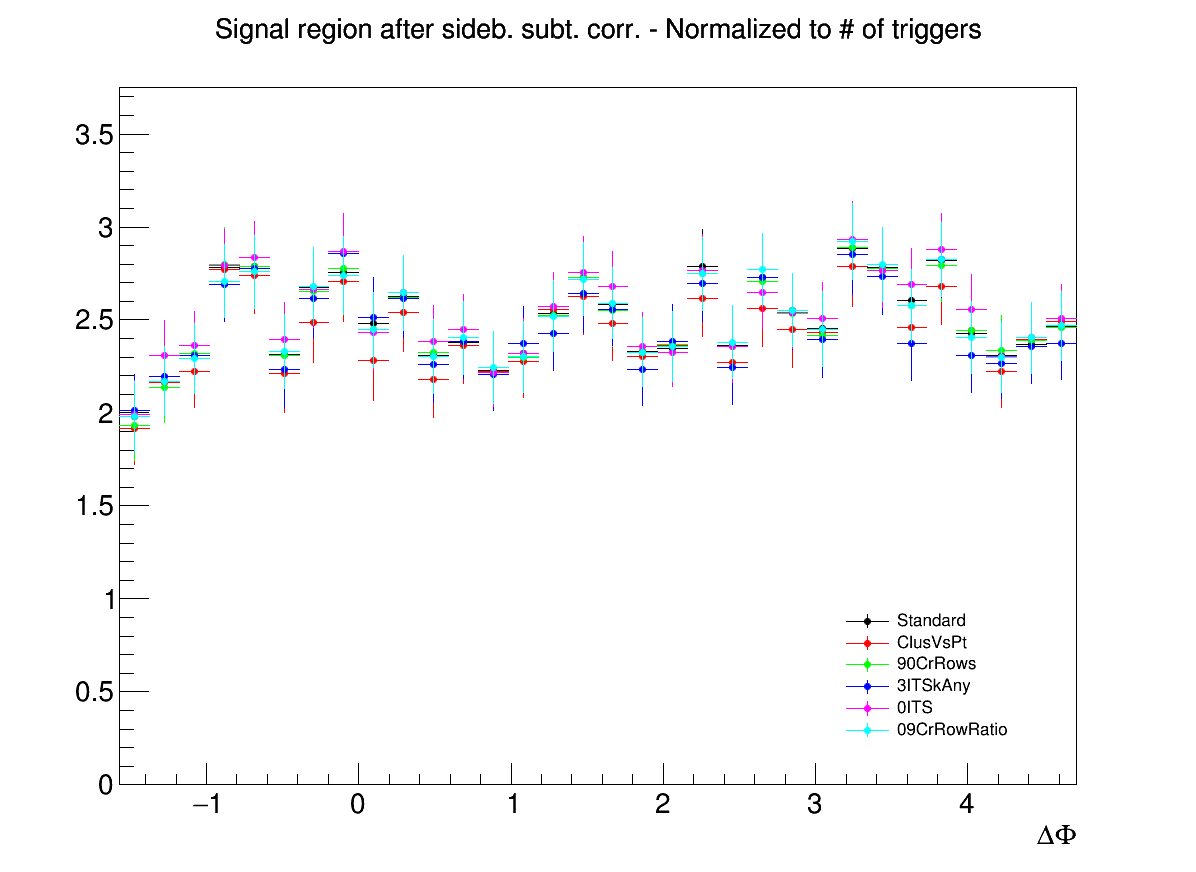 Signal region after sideb. subt. corr. - Normalized to # of triggers
3.5
3
2.5
2
1.5
1
0.5
0
−1 0 1 2 3 4
ΔΦ
Standard
ClusVsPt
90CrRows
3ITSkAny
0ITS
09CrRowRatio